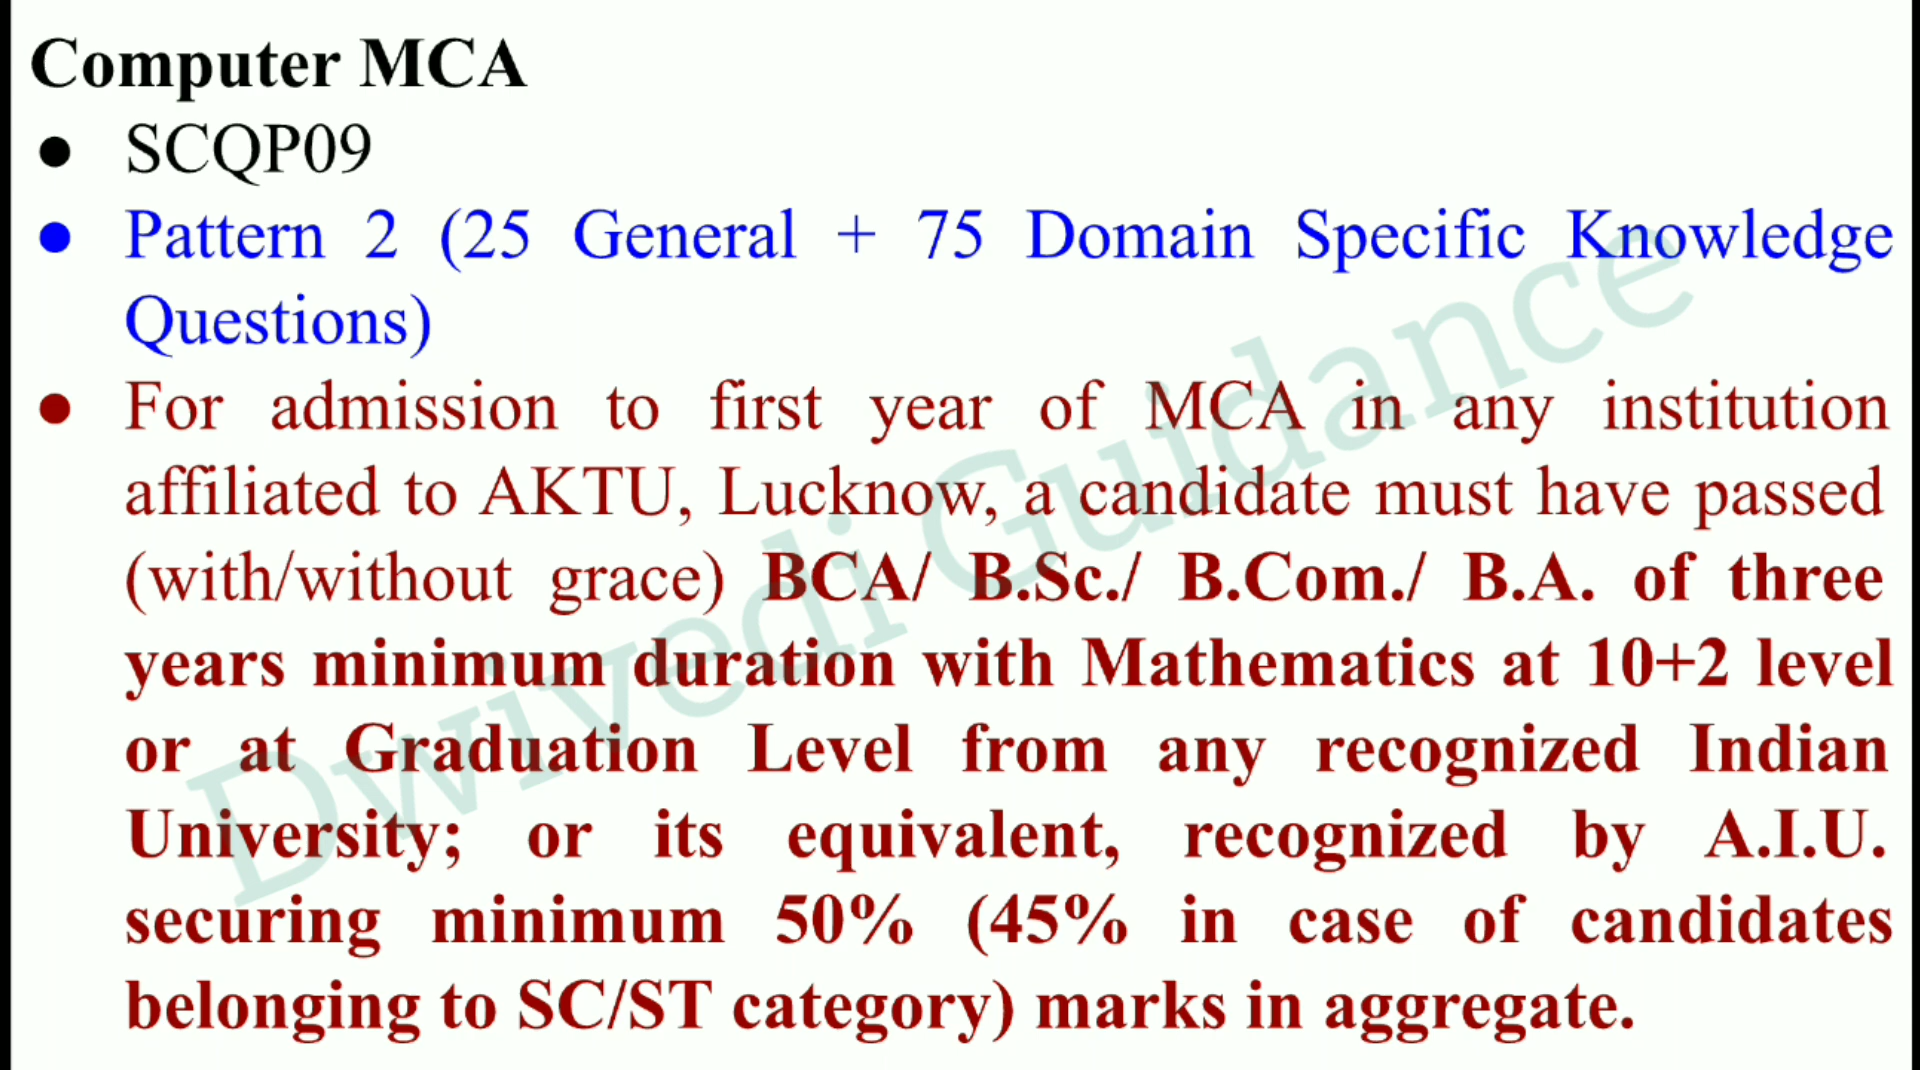 Computer MCA
● SCQP09
● Pattern 2 (25 General + 75 Domain Specific Knowledge
Questions)
● For admission to first year of MCA in any institution
affiliated to AKTU, Lucknow, a candidate must have passed
(with/without grace) BCA/ B.Sc./ B.Com./ B.A. of three
years minimum duration with Mathematics at 10+2 level
or at Graduation Level from any recognized Indian
University; or its equivalent, recognized by A.I.U.
securing minimum 50% (45% in case of candidates
belonging to SC/ST category) marks in aggregate.
Dwivedi Guidance